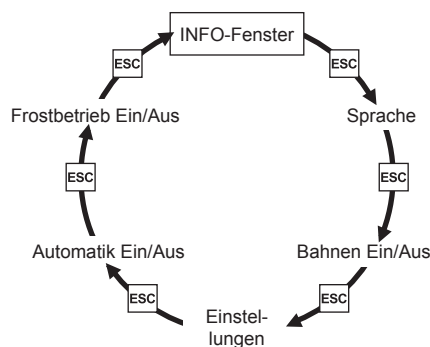 INFO-Fenster
ESC
Sprache
ESC
Bahnen Ein/Aus
ESC
Einstel-
lungen
ESC
Automatik Ein/Aus
ESC
Frostbetrieb Ein/Aus
ESC